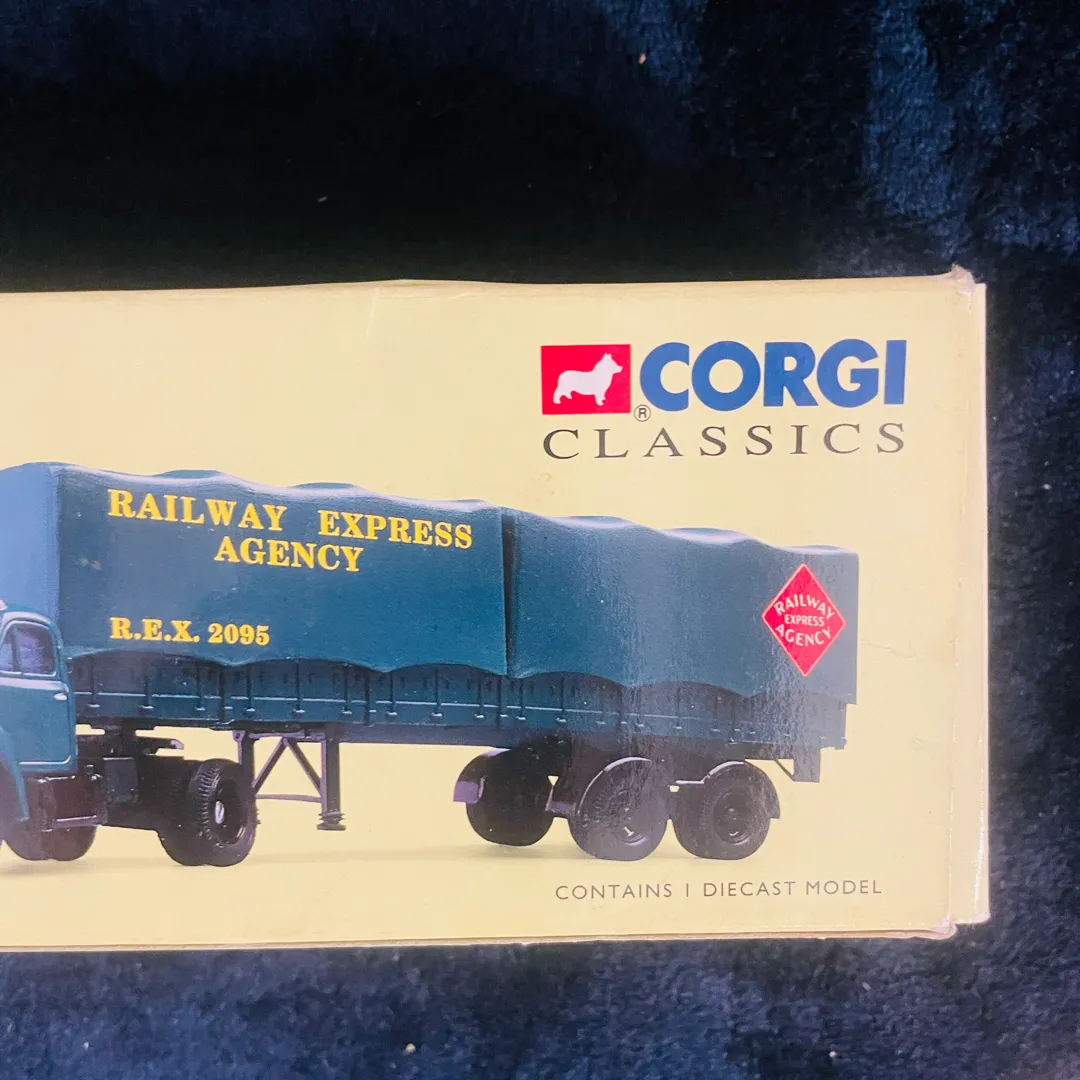 CORGI
®
CLASSICS
RAILWAY EXPRESS
AGENCY
R.E.X. 2095
RAILWAY
EXPRESS
AGENCY
CONTAINS 1 DIECAST MODEL